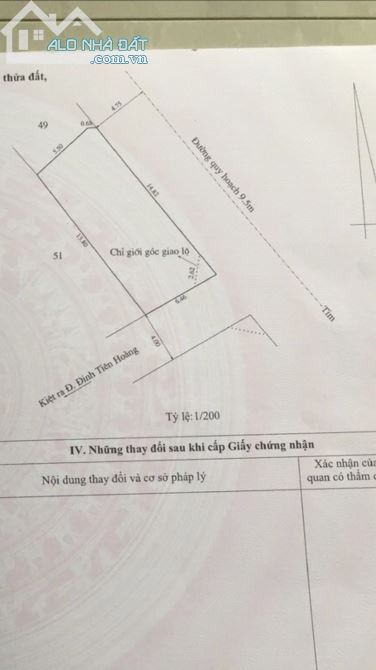 ALO NHÀ ĐẤT
.com.vn
thửa đất,
49
0.68
4.75
5.50
14.82
Đường quy hoạch 9.5m
51
13.80
Chỉ giới góc giao lộ
2.62
6.46
Tim
4.00
Kiệt ra Đ. Đinh Tiên Hoàng
Tỷ lệ:1/200
IV. Những thay đổi sau khi cấp Giấy chứng nhận
Nội dung thay đổi và cơ sở pháp lý
Xác nhận của
quan có thẩm